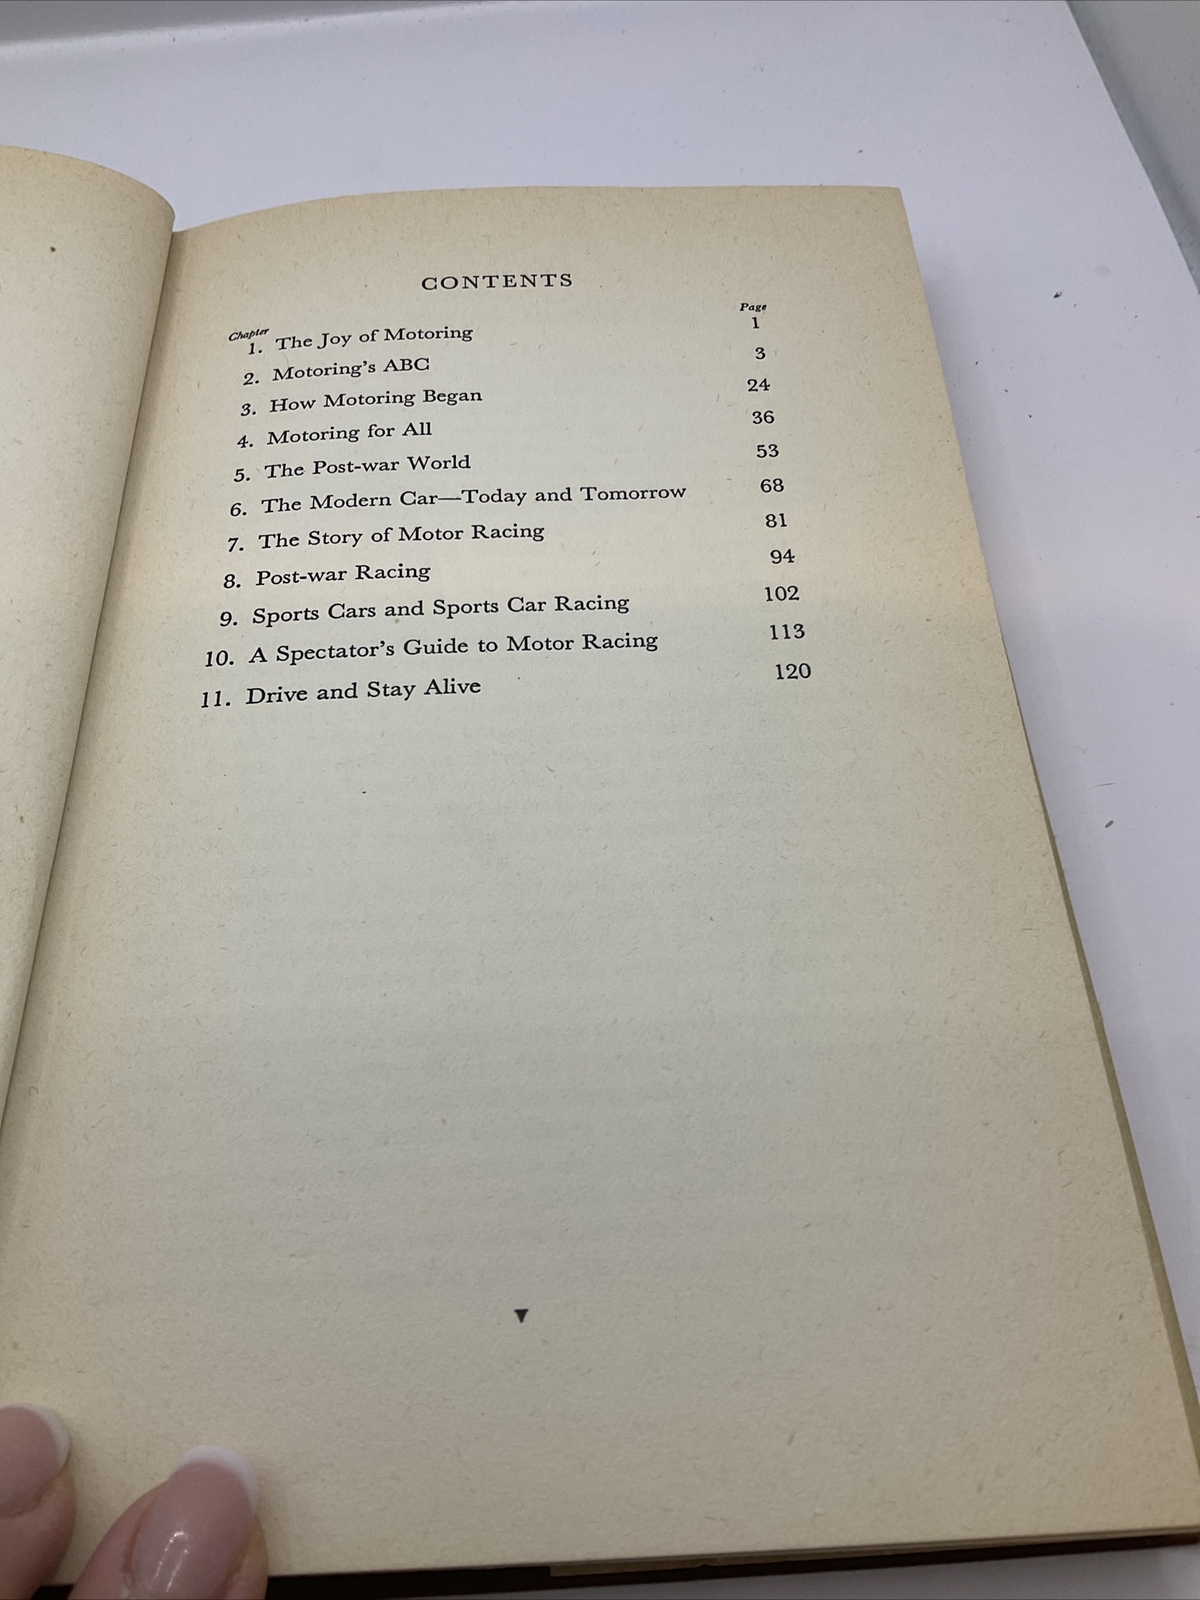 CONTENTS
Chapter Page
1. The Joy of Motoring 1
2. Motoring's ABC 3
3. How Motoring Began 24
4. Motoring for All 36
5. The Post-war World 53
6. The Modern Car—Today and Tomorrow 68
7. The Story of Motor Racing 81
8. Post-war Racing 94
9. Sports Cars and Sports Car Racing 102
10. A Spectator's Guide to Motor Racing 113
11. Drive and Stay Alive 120